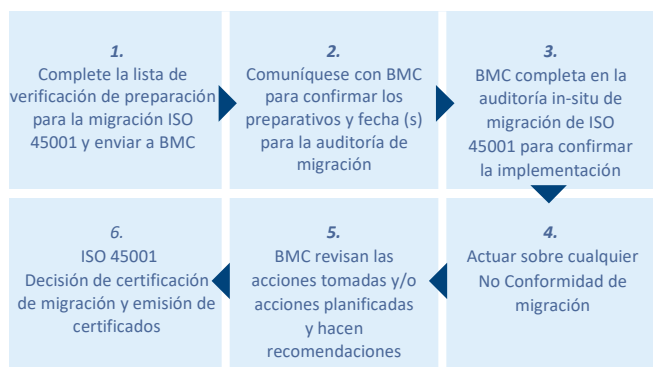 1.
Complete la lista de
verificación de preparación
para la migración ISO
45001 y enviar a BMC
2.
Comuníquese con BMC
para confirmar los
preparativos y fecha (s)
para la auditoría de
migración
3.
BMC completa en la
auditoría in-situ de
migración de ISO
45001 para confirmar
la implementación
4.
Actuar sobre cualquier
No Conformidad de
migración
5.
BMC revisan las
acciones tomadas y/o
acciones planificadas
y hacen
recomendaciones
6.
ISO 45001
Decisión de certificación
de migración y emisión de
certificados